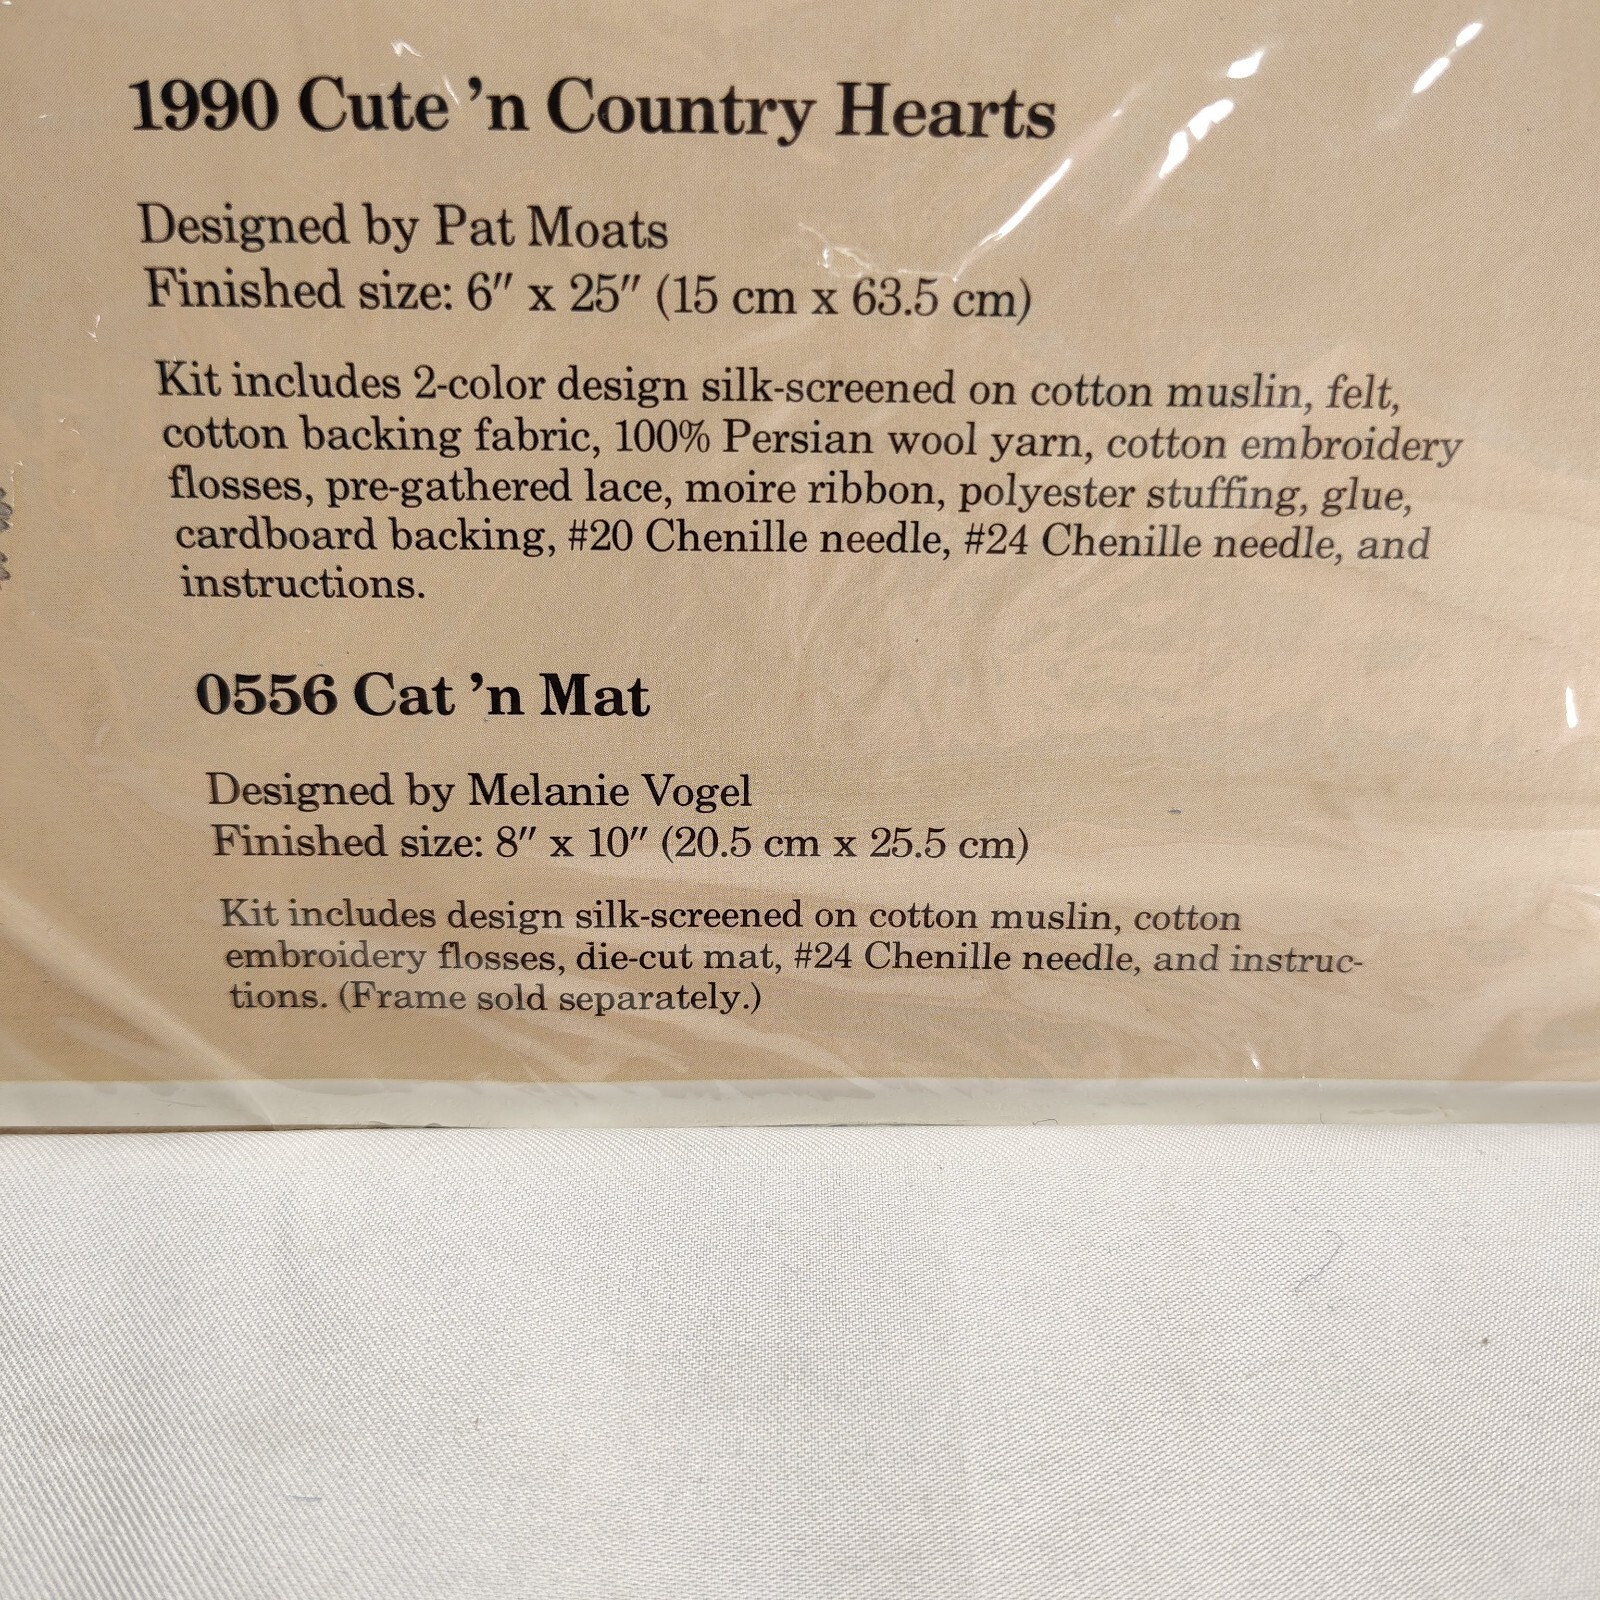 1990 Cute ’n Country Hearts
Designed by Pat Moats
Finished size: 6″ x 25″ (15 cm x 63.5 cm)
Kit includes 2-color design silk-screened on cotton muslin, felt,
cotton backing fabric, 100% Persian wool yarn, cotton embroidery
flosses, pre-gathered lace, moire ribbon, polyester stuffing, glue,
cardboard backing, #20 Chenille needle, #24 Chenille needle, and
instructions.
0556 Cat ’n Mat
Designed by Melanie Vogel
Finished size: 8″ x 10″ (20.5 cm x 25.5 cm)
Kit includes design silk-screened on cotton muslin, cotton
embroidery flosses, die-cut mat, #24 Chenille needle, and instruc-
tions. (Frame sold separately.)